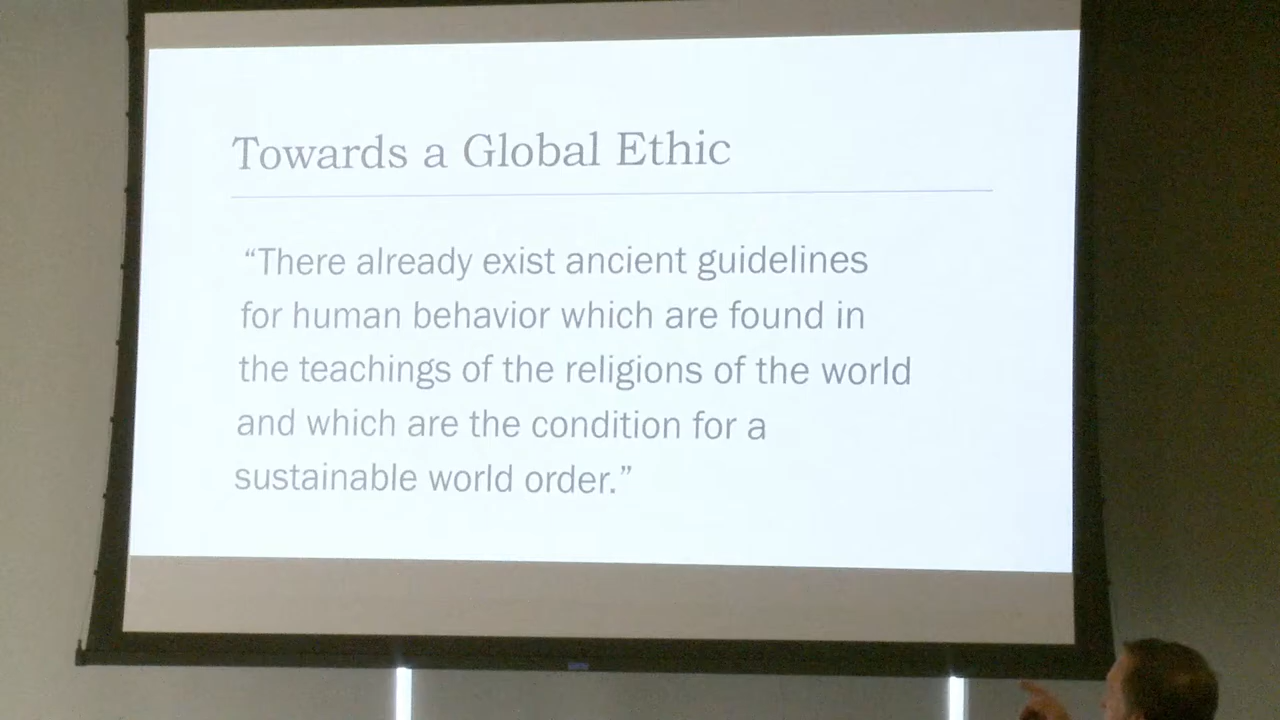 Towards a Global Ethic
“There already exist ancient guidelines
for human behavior which are found in
the teachings of the religions of the world
and which are the condition for a
sustainable world order.”